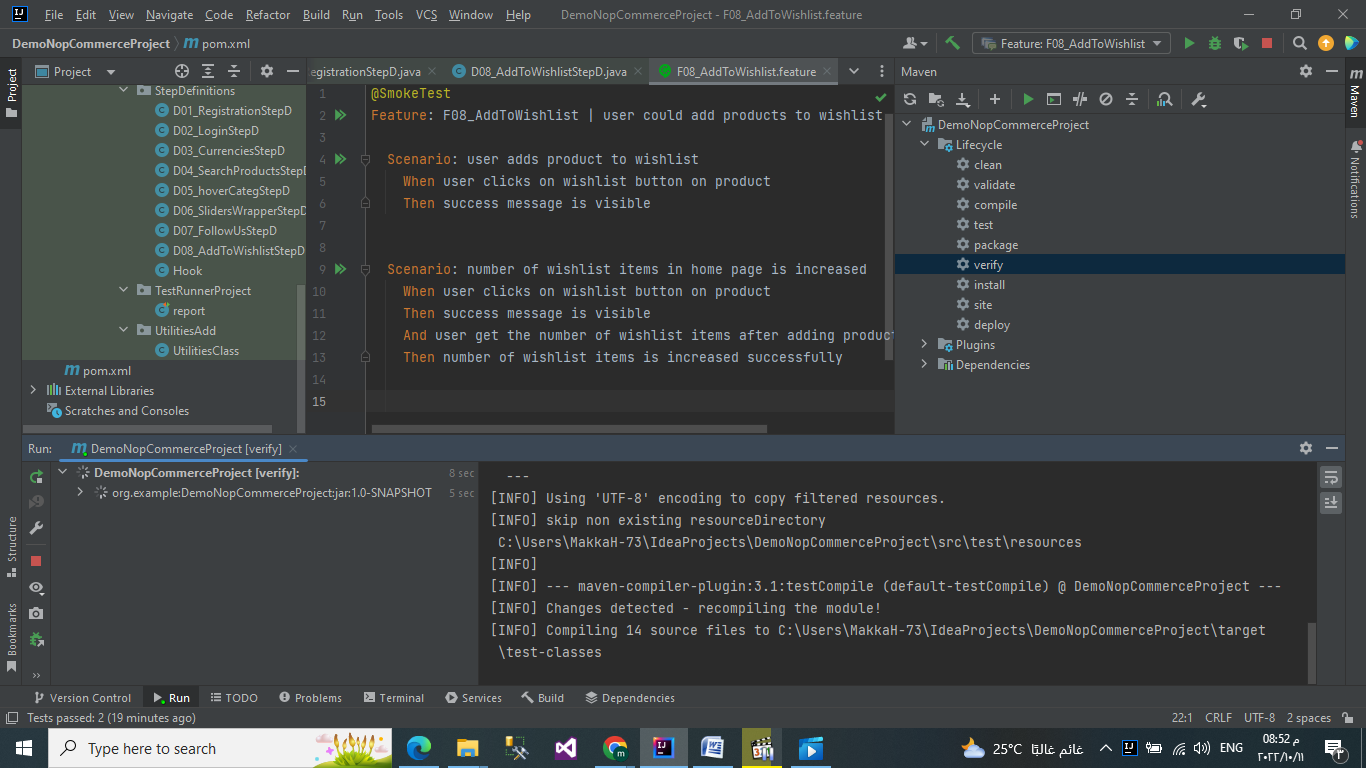 File Edit View Navigate Code Refactor Build Run Tools VCS Window Help DemoNopCommerceProject - F08_AddToWishlist.feature
DemoNopCommerceProject pom.xml
Feature: F08_AddToWishlist
Project
egistrationStepD.java D08_AddToWishlistStepD.java F08_AddToWishlist.feature
Maven
StepDefinitions
D01_RegistrationStepD
D02_LoginStepD
D03_CurrenciesStepD
D04_SearchProductsStepD
D05_hoverCategStepD
D06_SlidersWrapperStepD
D07_FollowUsStepD
D08_AddToWishlistStepD
Hook
TestRunnerProject
report
UtilitiesAdd
UtilitiesClass
pom.xml
External Libraries
Scratches and Consoles
1 @SmokeTest
2 Feature: F08_AddToWishlist | user could add products to wishlist
3
4 Scenario: user adds product to wishlist
5 When user clicks on wishlist button on product
6 Then success message is visible
7
8
9 Scenario: number of wishlist items in home page is increased
10 When user clicks on wishlist button on product
11 Then success message is visible
12 And user get the number of wishlist items after adding produc
13 Then number of wishlist items is increased successfully
14
15
DemoNopCommerceProject
Lifecycle
clean
validate
compile
test
package
verify
install
site
deploy
Plugins
Dependencies
Project
Structure
Bookmarks
Maven
Notifications
Run: DemoNopCommerceProject [verify]
DemoNopCommerceProject [verify]: 8 sec
org.example:DemoNopCommerceProject:jar:1.0-SNAPSHOT 5 sec
---
[INFO] Using 'UTF-8' encoding to copy filtered resources.
[INFO] skip non existing resourceDirectory
C:\Users\MakkaH-73\IdeaProjects\DemoNopCommerceProject\src\test\resources
[INFO]
[INFO] --- maven-compiler-plugin:3.1:testCompile (default-testCompile) @ DemoNopCommerceProject ---
[INFO] Changes detected - recompiling the module!
[INFO] Compiling 14 source files to C:\Users\MakkaH-73\IdeaProjects\DemoNopCommerceProject\target
\test-classes
Version Control Run TODO Problems Terminal Services Build Dependencies
Tests passed: 2 (19 minutes ago) 22:1 CRLF UTF-8 2 spaces
Type here to search
25°C غائم غالبًا
ENG
08:52 م
٢٠٢٢/١٠/١١
٣